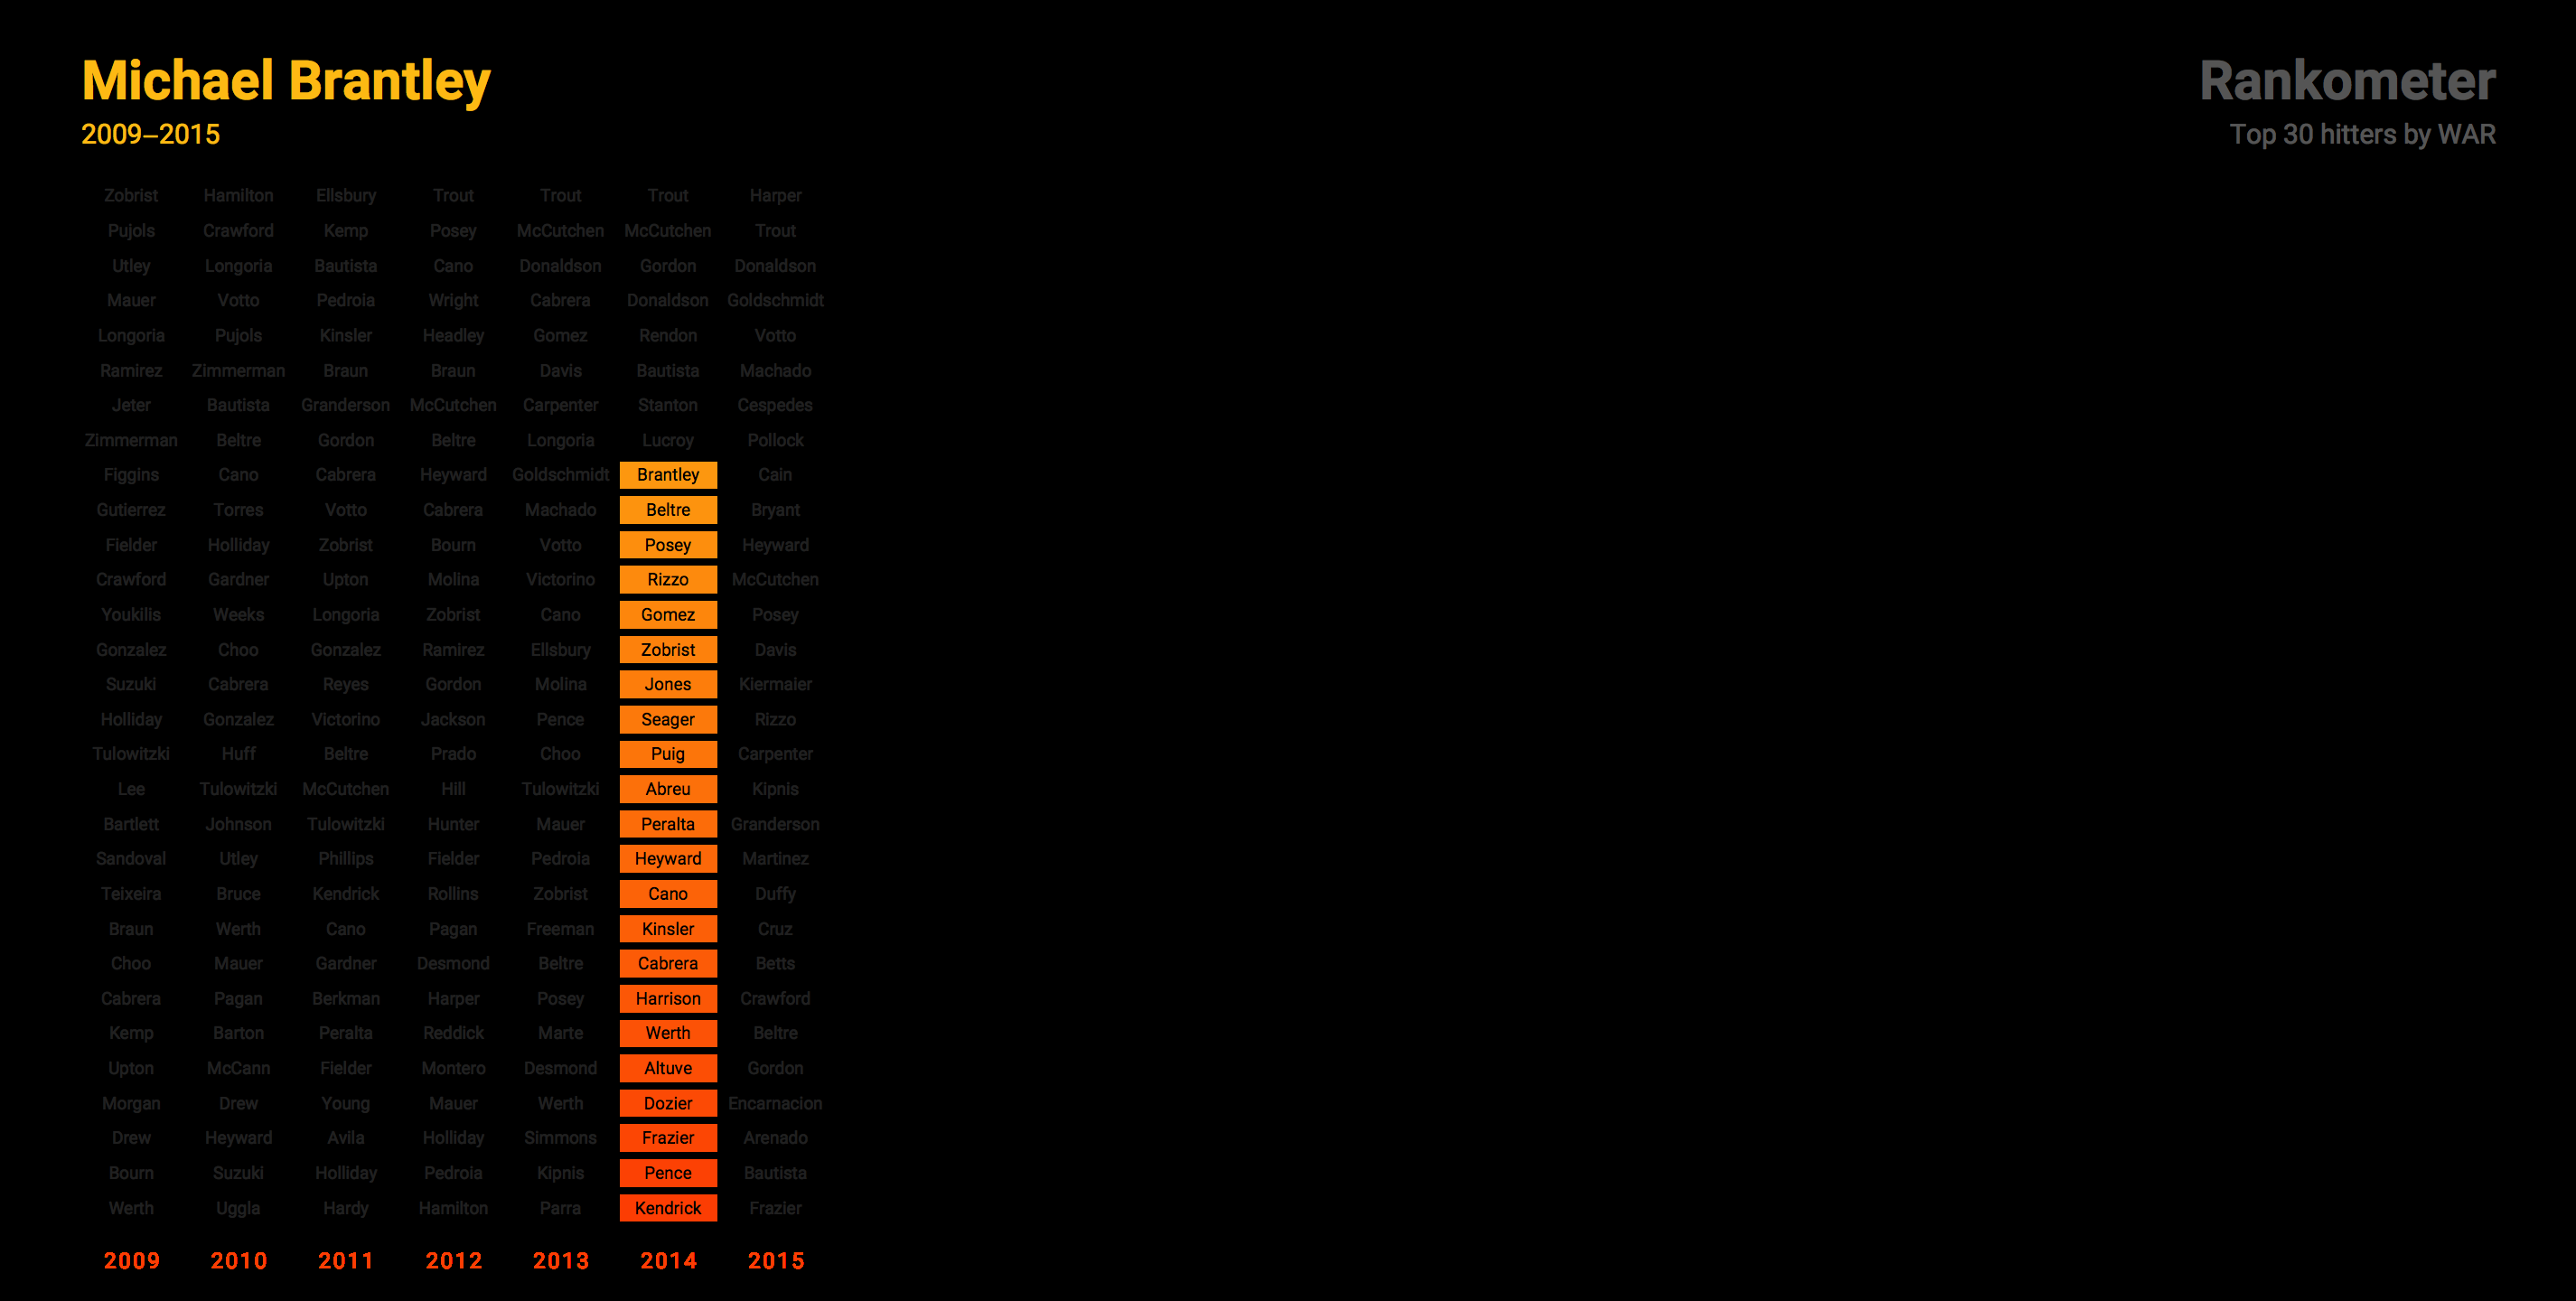 Michael Brantley
2009–2015
Rankometer
Top 30 hitters by WAR
Zobrist Hamilton Ellsbury Trout Trout Trout Harper
Pujols Crawford Kemp Posey McCutchen McCutchen Trout
Utley Longoria Bautista Cano Donaldson Gordon Donaldson
Mauer Votto Pedroia Wright Cabrera Donaldson Goldschmidt
Longoria Pujols Kinsler Headley Gomez Rendon Votto
Ramirez Zimmerman Braun Braun Davis Bautista Machado
Jeter Bautista Granderson McCutchen Carpenter Stanton Cespedes
Zimmerman Beltre Gordon Beltre Longoria Lucroy Pollock
Figgins Cano Cabrera Heyward Goldschmidt Brantley Cain
Gutierrez Torres Votto Cabrera Machado Beltre Bryant
Fielder Holliday Zobrist Bourn Votto Posey Heyward
Crawford Gardner Upton Molina Victorino Rizzo McCutchen
Youkilis Weeks Longoria Zobrist Cano Gomez Posey
Gonzalez Choo Gonzalez Ramirez Ellsbury Zobrist Davis
Suzuki Cabrera Reyes Gordon Molina Jones Kiermaier
Holliday Gonzalez Victorino Jackson Pence Seager Rizzo
Tulowitzki Huff Beltre Prado Choo Puig Carpenter
Lee Tulowitzki McCutchen Hill Tulowitzki Abreu Kipnis
Bartlett Johnson Tulowitzki Hunter Mauer Peralta Granderson
Sandoval Utley Phillips Fielder Pedroia Heyward Martinez
Teixeira Bruce Kendrick Rollins Zobrist Cano Duffy
Braun Werth Cano Pagan Freeman Kinsler Cruz
Choo Mauer Gardner Desmond Beltre Cabrera Betts
Cabrera Pagan Berkman Harper Posey Harrison Crawford
Kemp Barton Peralta Reddick Marte Werth Beltre
Upton McCann Fielder Montero Desmond Altuve Gordon
Morgan Drew Young Mauer Werth Dozier Encarnacion
Drew Heyward Avila Holliday Simmons Frazier Arenado
Bourn Suzuki Holliday Pedroia Kipnis Pence Bautista
Werth Uggla Hardy Hamilton Parra Kendrick Frazier
2009 2010 2011 2012 2013 2014 2015